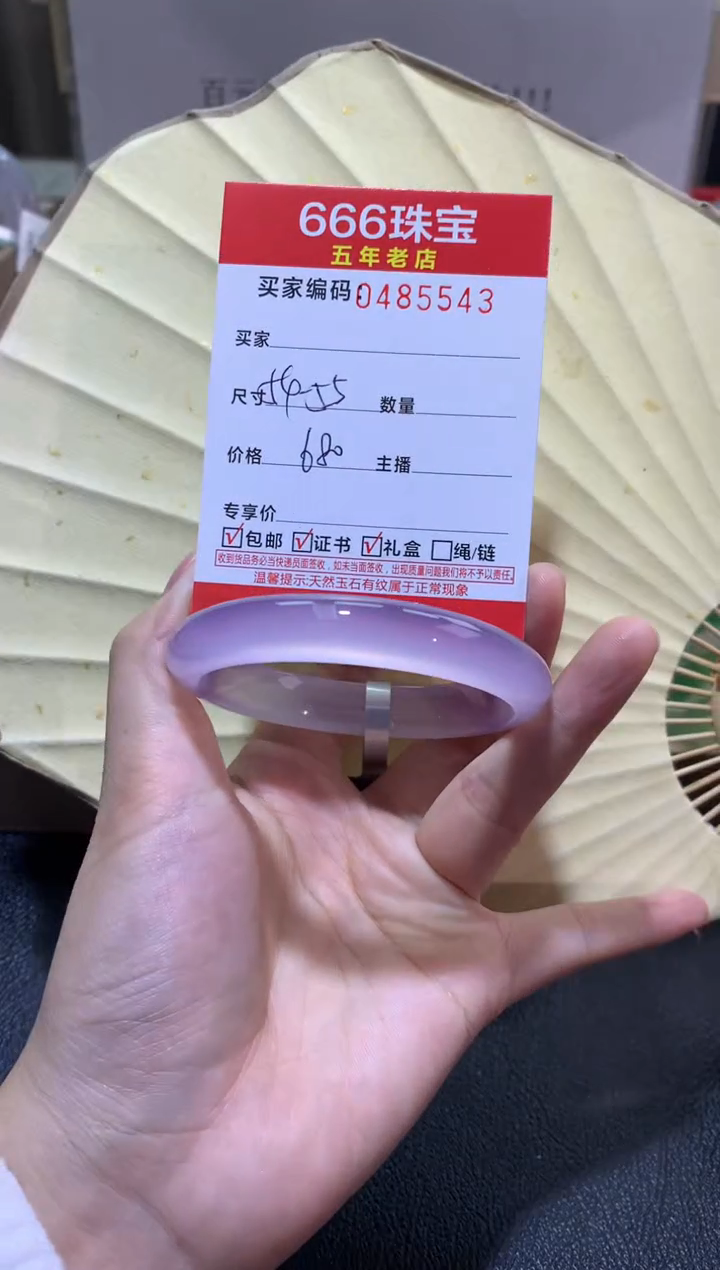 百元
666珠宝
五年老店
买家编码:0485543
买家
尺寸54-55 数量
价格 680 主播
专享价
☑包邮 ☑证书 ☑礼盒 □绳/链
收到货品务必当快递员面签收，如未当面签收，出现质量问题我们将不予以责任。
温馨提示:天然玉石有纹属于正常现象